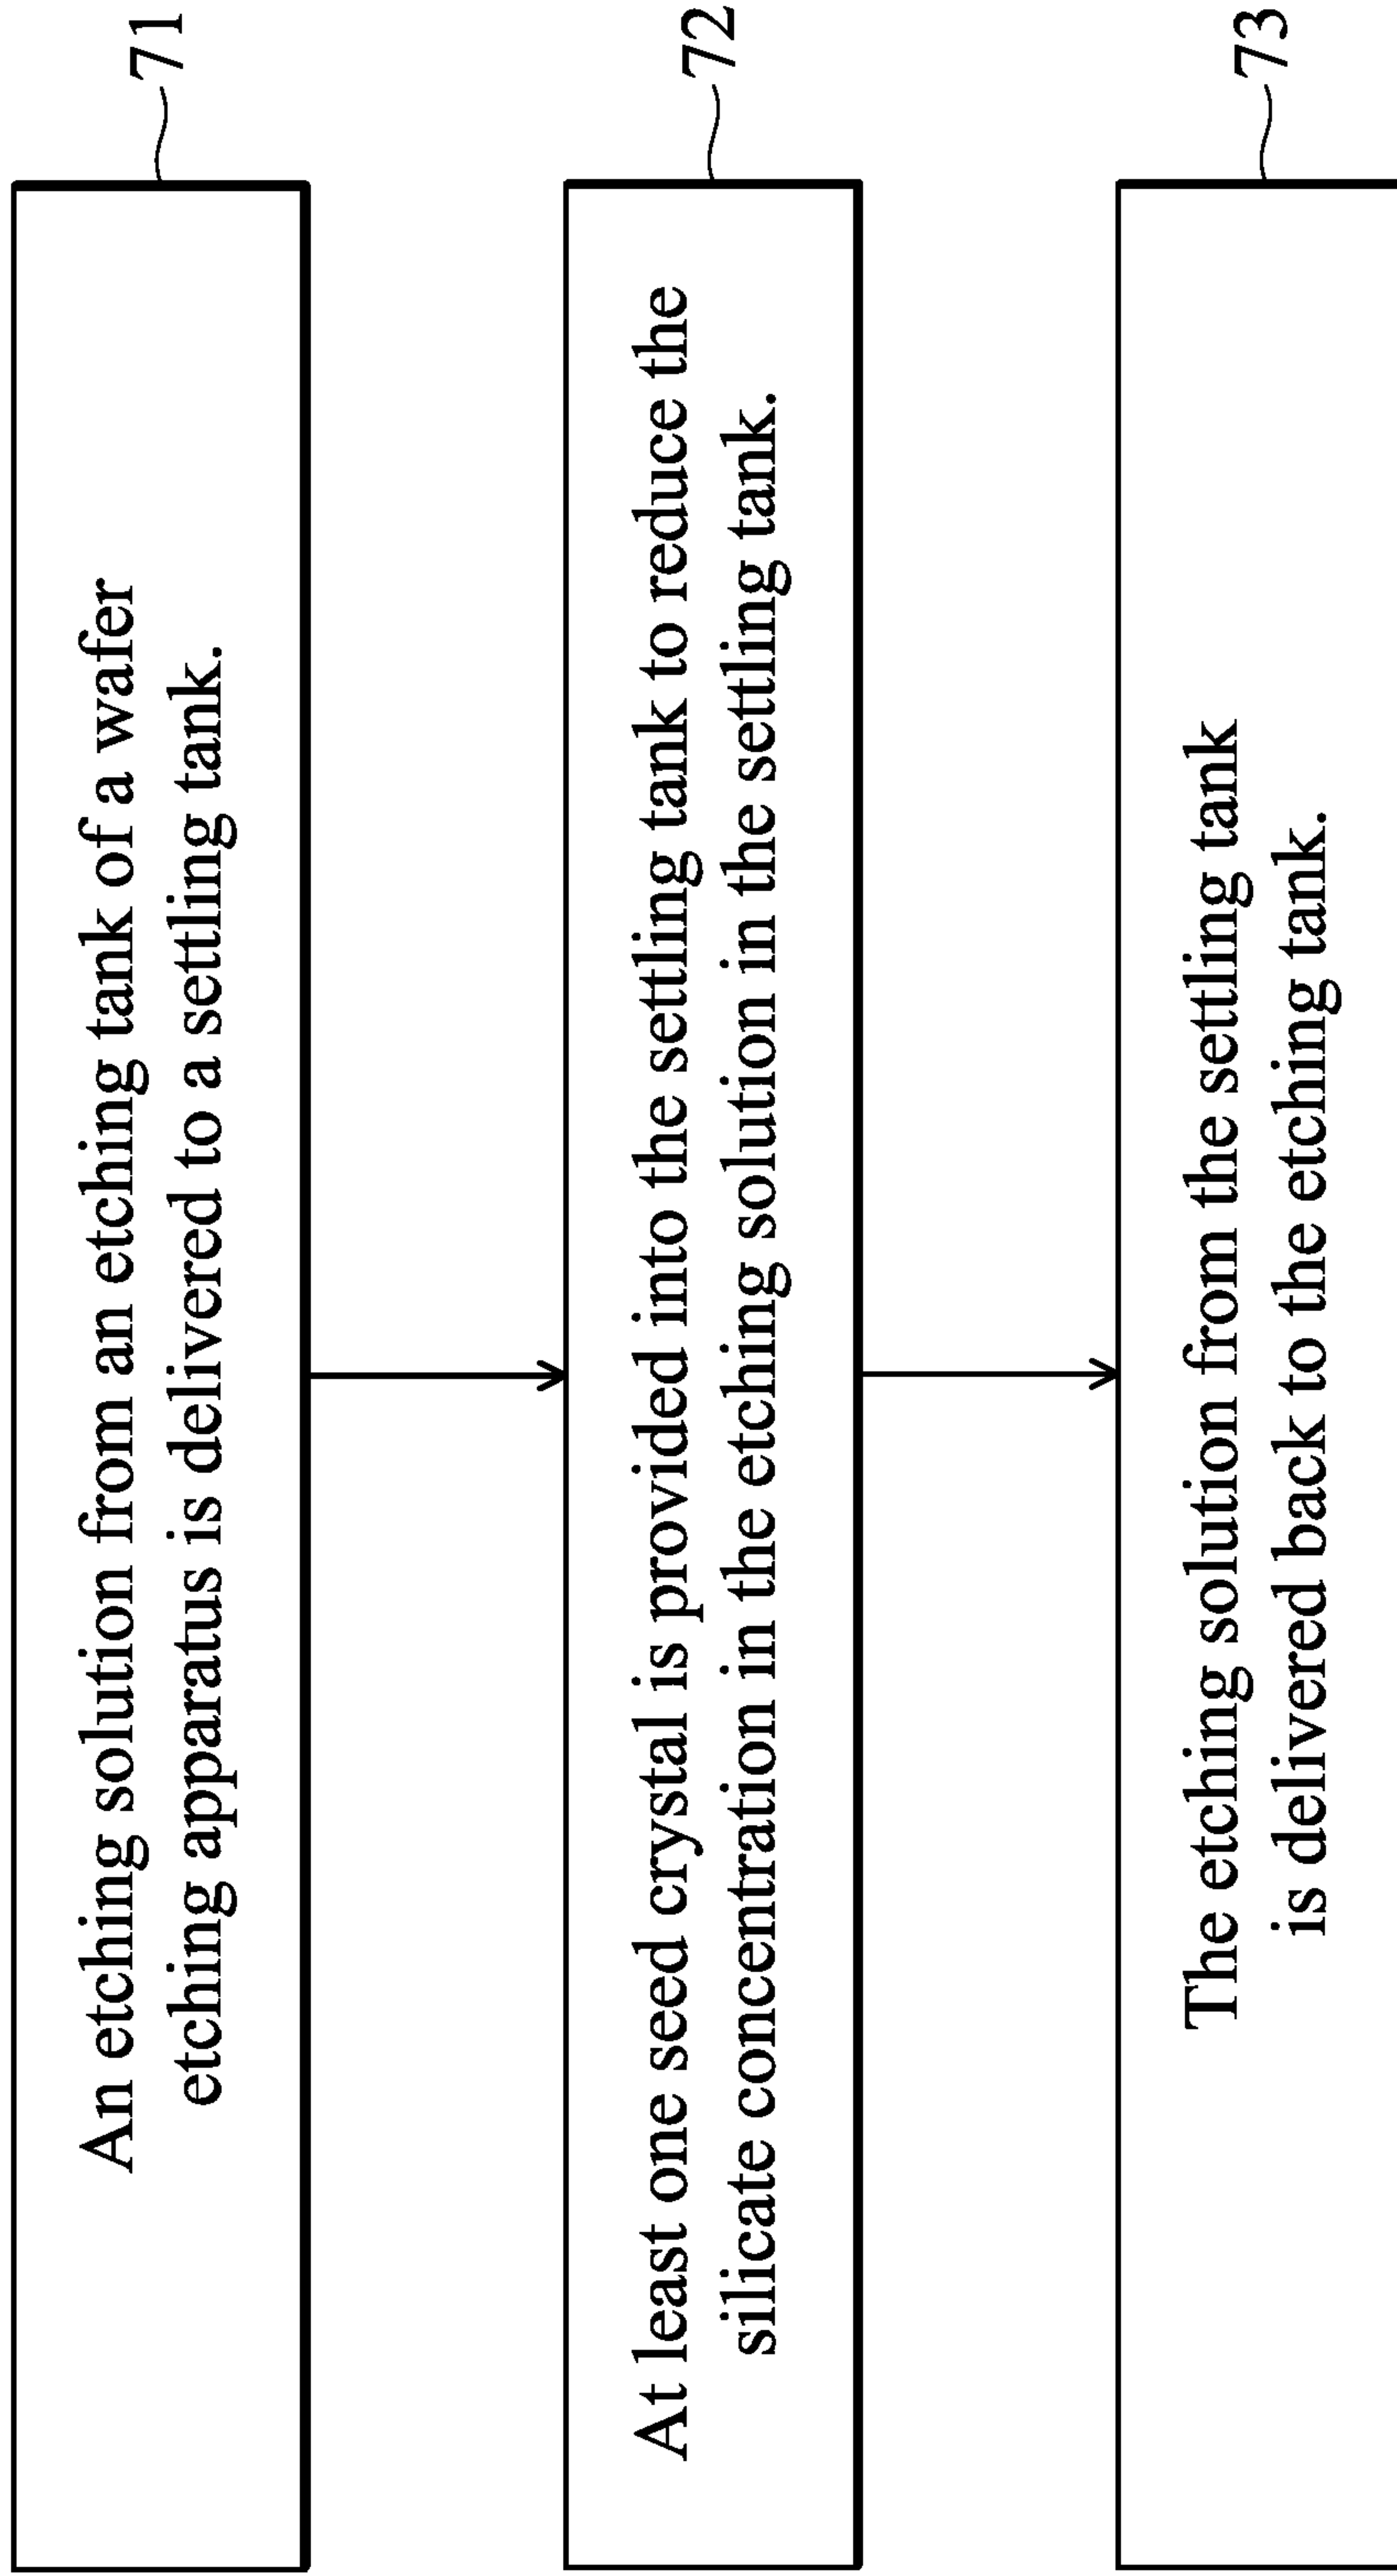 An etching solution from an etching tank of a wafer
etching apparatus is delivered to a settling tank.
71
At least one seed crystal is provided into the settling tank to reduce the
silicate concentration in the etching solution in the settling tank.
72
The etching solution from the settling tank
is delivered back to the etching tank.
73